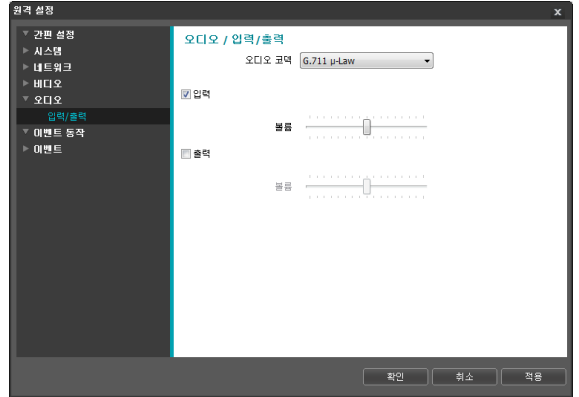 원격 설정
x
간편 설정
시스템
네트워크
비디오
오디오
입력/출력
이벤트 동작
이벤트
오디오 / 입력/출력
오디오 코덱 G.711 μ-Law
입력
볼륨
출력
볼륨
확인 취소 적용